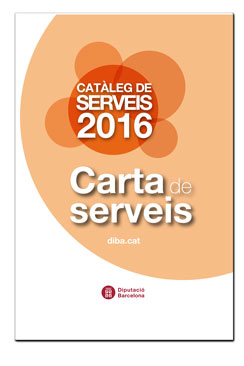 CATÀLEG DE
SERVEIS
2016
Carta de
serveis
diba.cat
Diputació
Barcelona